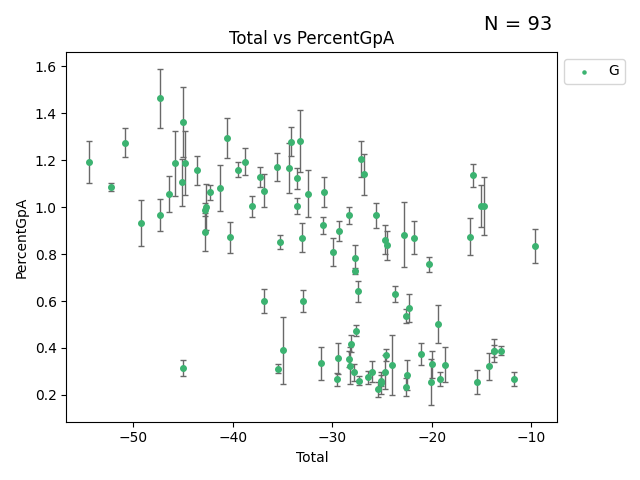 N = 93
Total vs PercentGpA
G
PercentGpA
1.6
1.4
1.2
1.0
0.8
0.6
0.4
0.2
−50 −40 −30 −20 −10
Total